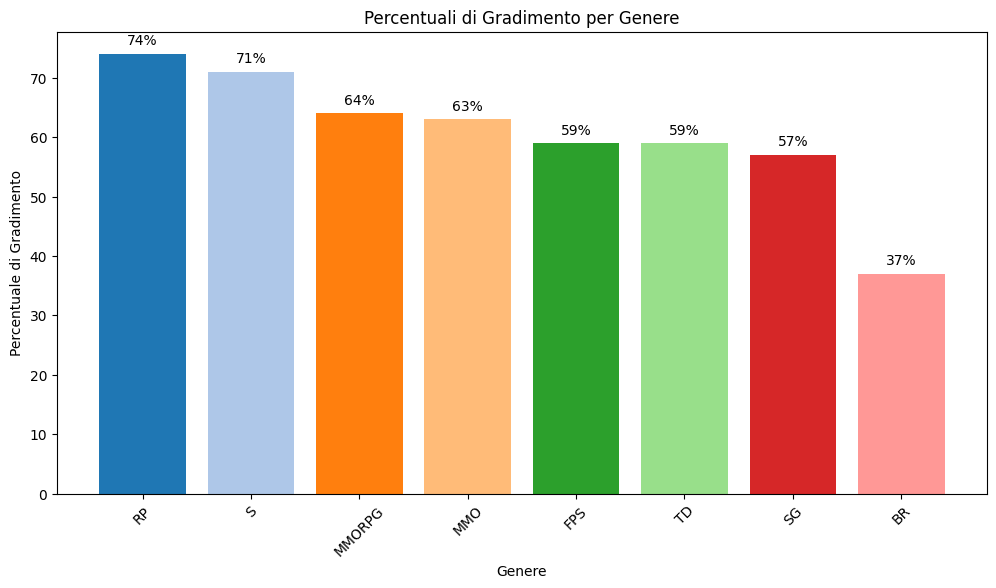 Percentuali di Gradimento per Genere
74%
71%
64%
63%
59%
59%
57%
37%
Percentuale di Gradimento
70
60
50
40
30
20
10
0
RP
S
MMORPG
MMO
FPS
TD
SG
BR
Genere